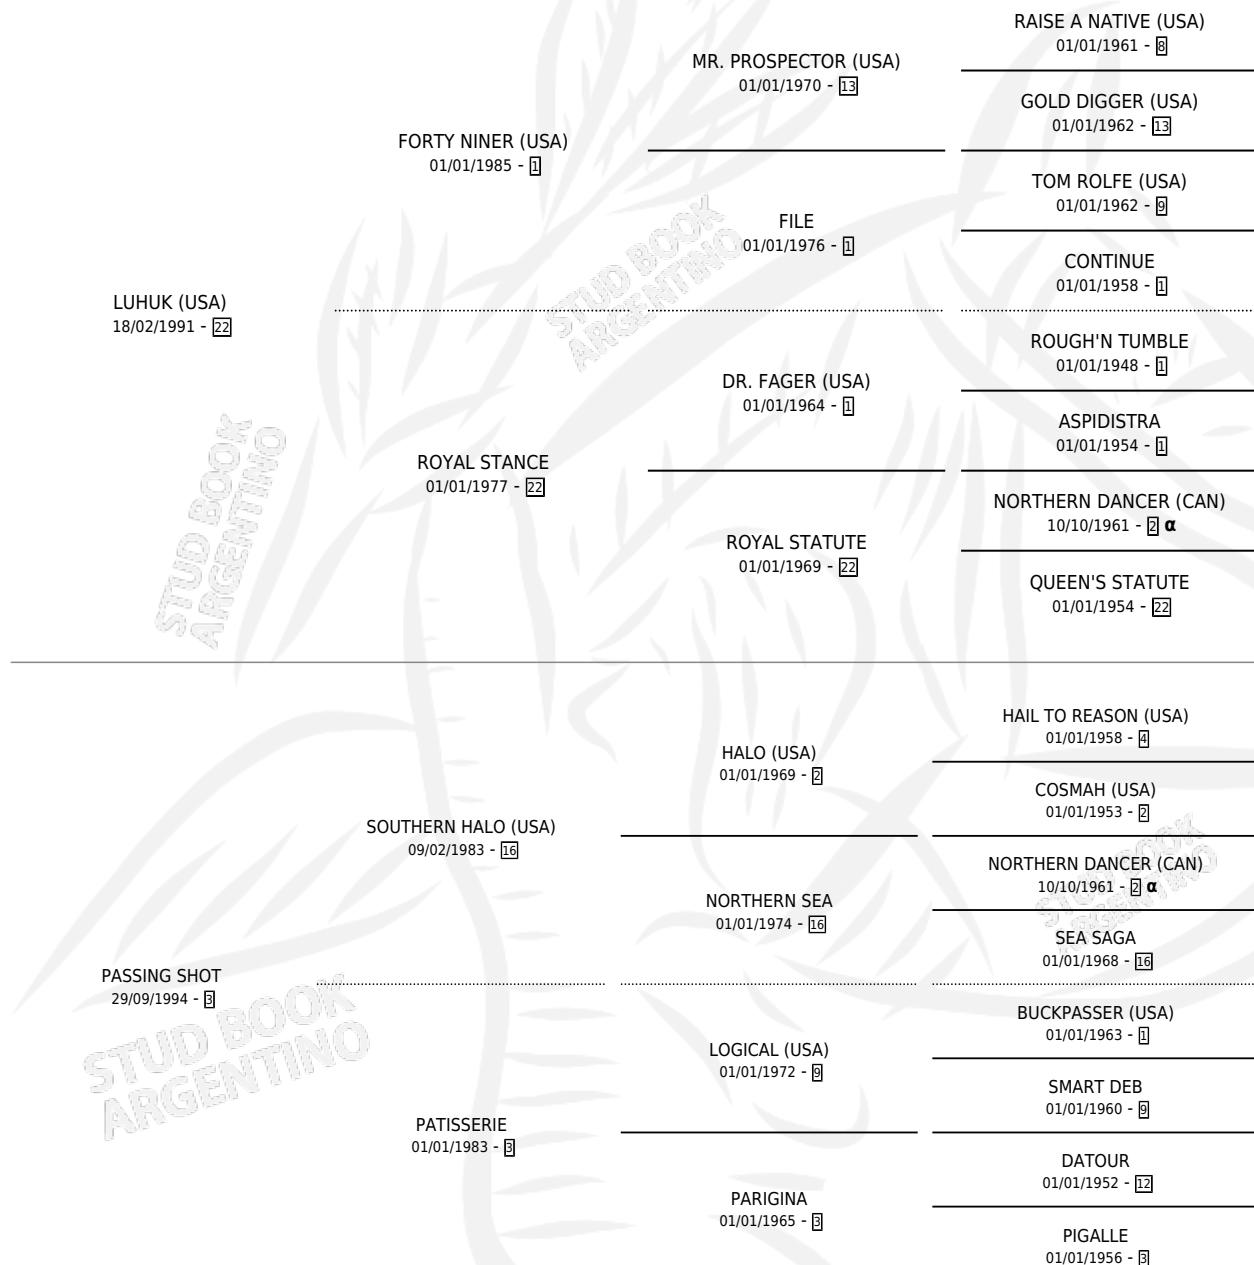 RAISE A NATIVE (USA)
01/01/1961 - 8
MR. PROSPECTOR (USA)
01/01/1970 - 13
GOLD DIGGER (USA)
01/01/1962 - 13
FORTY NINER (USA)
01/01/1985 - 1
TOM ROLFE (USA)
01/01/1962 - 9
FILE
01/01/1976 - 1
CONTINUE
01/01/1958 - 1
LUHUK (USA)
18/02/1991 - 22
ROUGH'N TUMBLE
01/01/1948 - 1
DR. FAGER (USA)
01/01/1964 - 1
ASPIDISTRA
01/01/1954 - 1
ROYAL STANCE
01/01/1977 - 22
NORTHERN DANCER (CAN)
10/10/1961 - 2 α
ROYAL STATUTE
01/01/1969 - 22
QUEEN'S STATUTE
01/01/1954 - 22
HAIL TO REASON (USA)
01/01/1958 - 4
HALO (USA)
01/01/1969 - 2
COSMAH (USA)
01/01/1953 - 2
SOUTHERN HALO (USA)
09/02/1983 - 16
NORTHERN DANCER (CAN)
10/10/1961 - 2 α
NORTHERN SEA
01/01/1974 - 16
SEA SAGA
01/01/1968 - 16
PASSING SHOT
29/09/1994 - 3
BUCKPASSER (USA)
01/01/1963 - 1
LOGICAL (USA)
01/01/1972 - 9
SMART DEB
01/01/1960 - 9
PATISSERIE
01/01/1983 - 3
DATOUR
01/01/1952 - 12
PARIGINA
01/01/1965 - 3
PIGALLE
01/01/1956 - 3
STUD BOOK
ARGENTINO
STUD BOOK
ARGENTINO
STUD BOOK
ARGENTINO
STUD BOOK
ARGENTINO